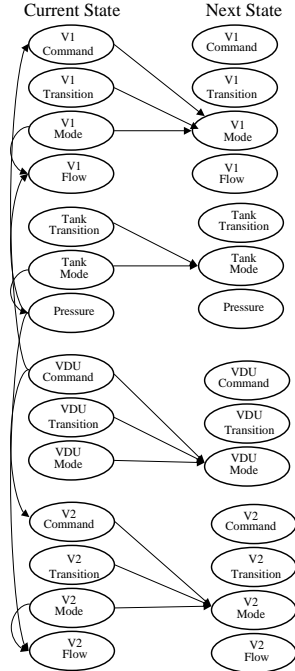 Current State
Next State
V1
Command
V1
Transition
V1
Mode
V1
Flow
Tank
Transition
Tank
Mode
Pressure
VDU
Command
VDU
Transition
VDU
Mode
V2
Command
V2
Transition
V2
Mode
V2
Flow
V1
Command
V1
Transition
V1
Mode
V1
Flow
Tank
Transition
Tank
Mode
Pressure
VDU
Command
VDU
Transition
VDU
Mode
V2
Command
V2
Transition
V2
Mode
V2
Flow